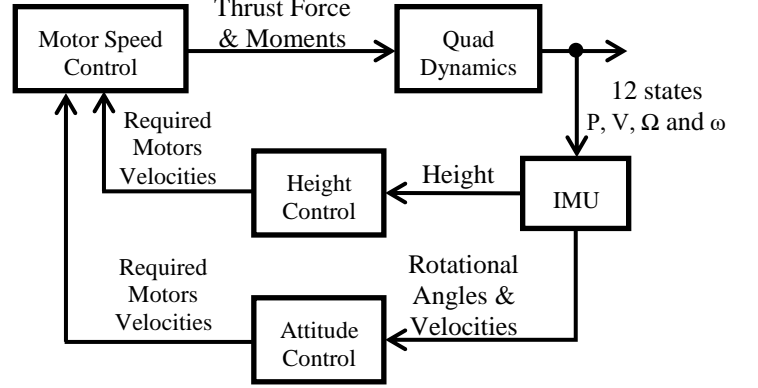 Thrust Force
& Moments
Motor Speed
Control
Quad
Dynamics
12 states
P, V, Ω and ω
Required
Motors
Velocities
Height
Control
Height
IMU
Required
Motors
Velocities
Attitude
Control
Rotational
Angles &
Velocities